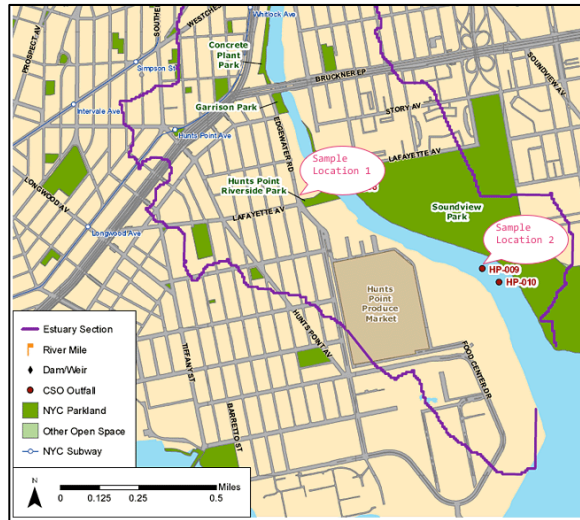 Whitlock Ave
WESTCHE
SOUTHE
PROSPECT AV
Concrete
Plant
Park
Simpson St
SOUNDVIEW AV
BRUCKNER EP
Garrison Park
Intervale Ave
STORY AV
EDGEWATER RD
Hunts Point Ave
Sample
Location 1
LAFAYETTE AV
Hunts Point
Riverside Park
LONGWOOD AV
LAFAYETTE AV
Soundview
Park
Longwood Ave
Sample
Location 2
HP-009
HP-010
Hunts
Point
Produce
Market
HUNTS POINT AV
Estuary Section
River Mile
Dam/Weir
CSO Outfall
NYC Parkland
Other Open Space
NYC Subway
TIFFANY ST
FOOD CENTER DR
BARRETTO ST
N
Miles
0 0.125 0.25 0.5